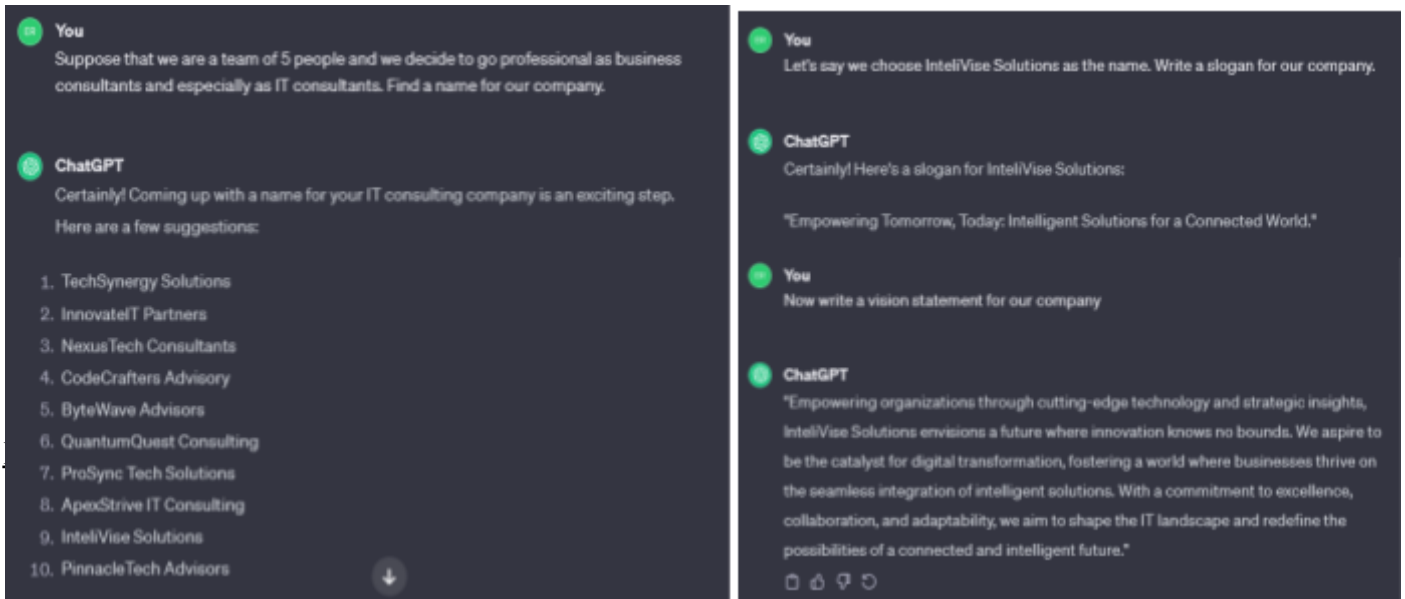 You
Suppose that we are a team of 5 people and we decide to go professional as business
consultants and especially as IT consultants. Find a name for our company.
ChatGPT
Certainly! Coming up with a name for your IT consulting company is an exciting step.
Here are a few suggestions:
1. TechSynergy Solutions
2. InnovateIT Partners
3. NexusTech Consultants
4. CodeCrafters Advisory
5. ByteWave Advisors
6. QuantumQuest Consulting
7. ProSync Tech Solutions
8. ApexStrive IT Consulting
9. InteliVise Solutions
10. PinnacleTech Advisors
You
Let's say we choose InteliVise Solutions as the name. Write a slogan for our company.
ChatGPT
Certainly! Here's a slogan for InteliVise Solutions:
"Empowering Tomorrow, Today: Intelligent Solutions for a Connected World."
You
Now write a vision statement for our company
ChatGPT
"Empowering organizations through cutting-edge technology and strategic insights,
InteliVise Solutions envisions a future where innovation knows no bounds. We aspire to
be the catalyst for digital transformation, fostering a world where businesses thrive on
the seamless integration of intelligent solutions. With a commitment to excellence,
collaboration, and adaptability, we aim to shape the IT landscape and redefine the
possibilities of a connected and intelligent future."